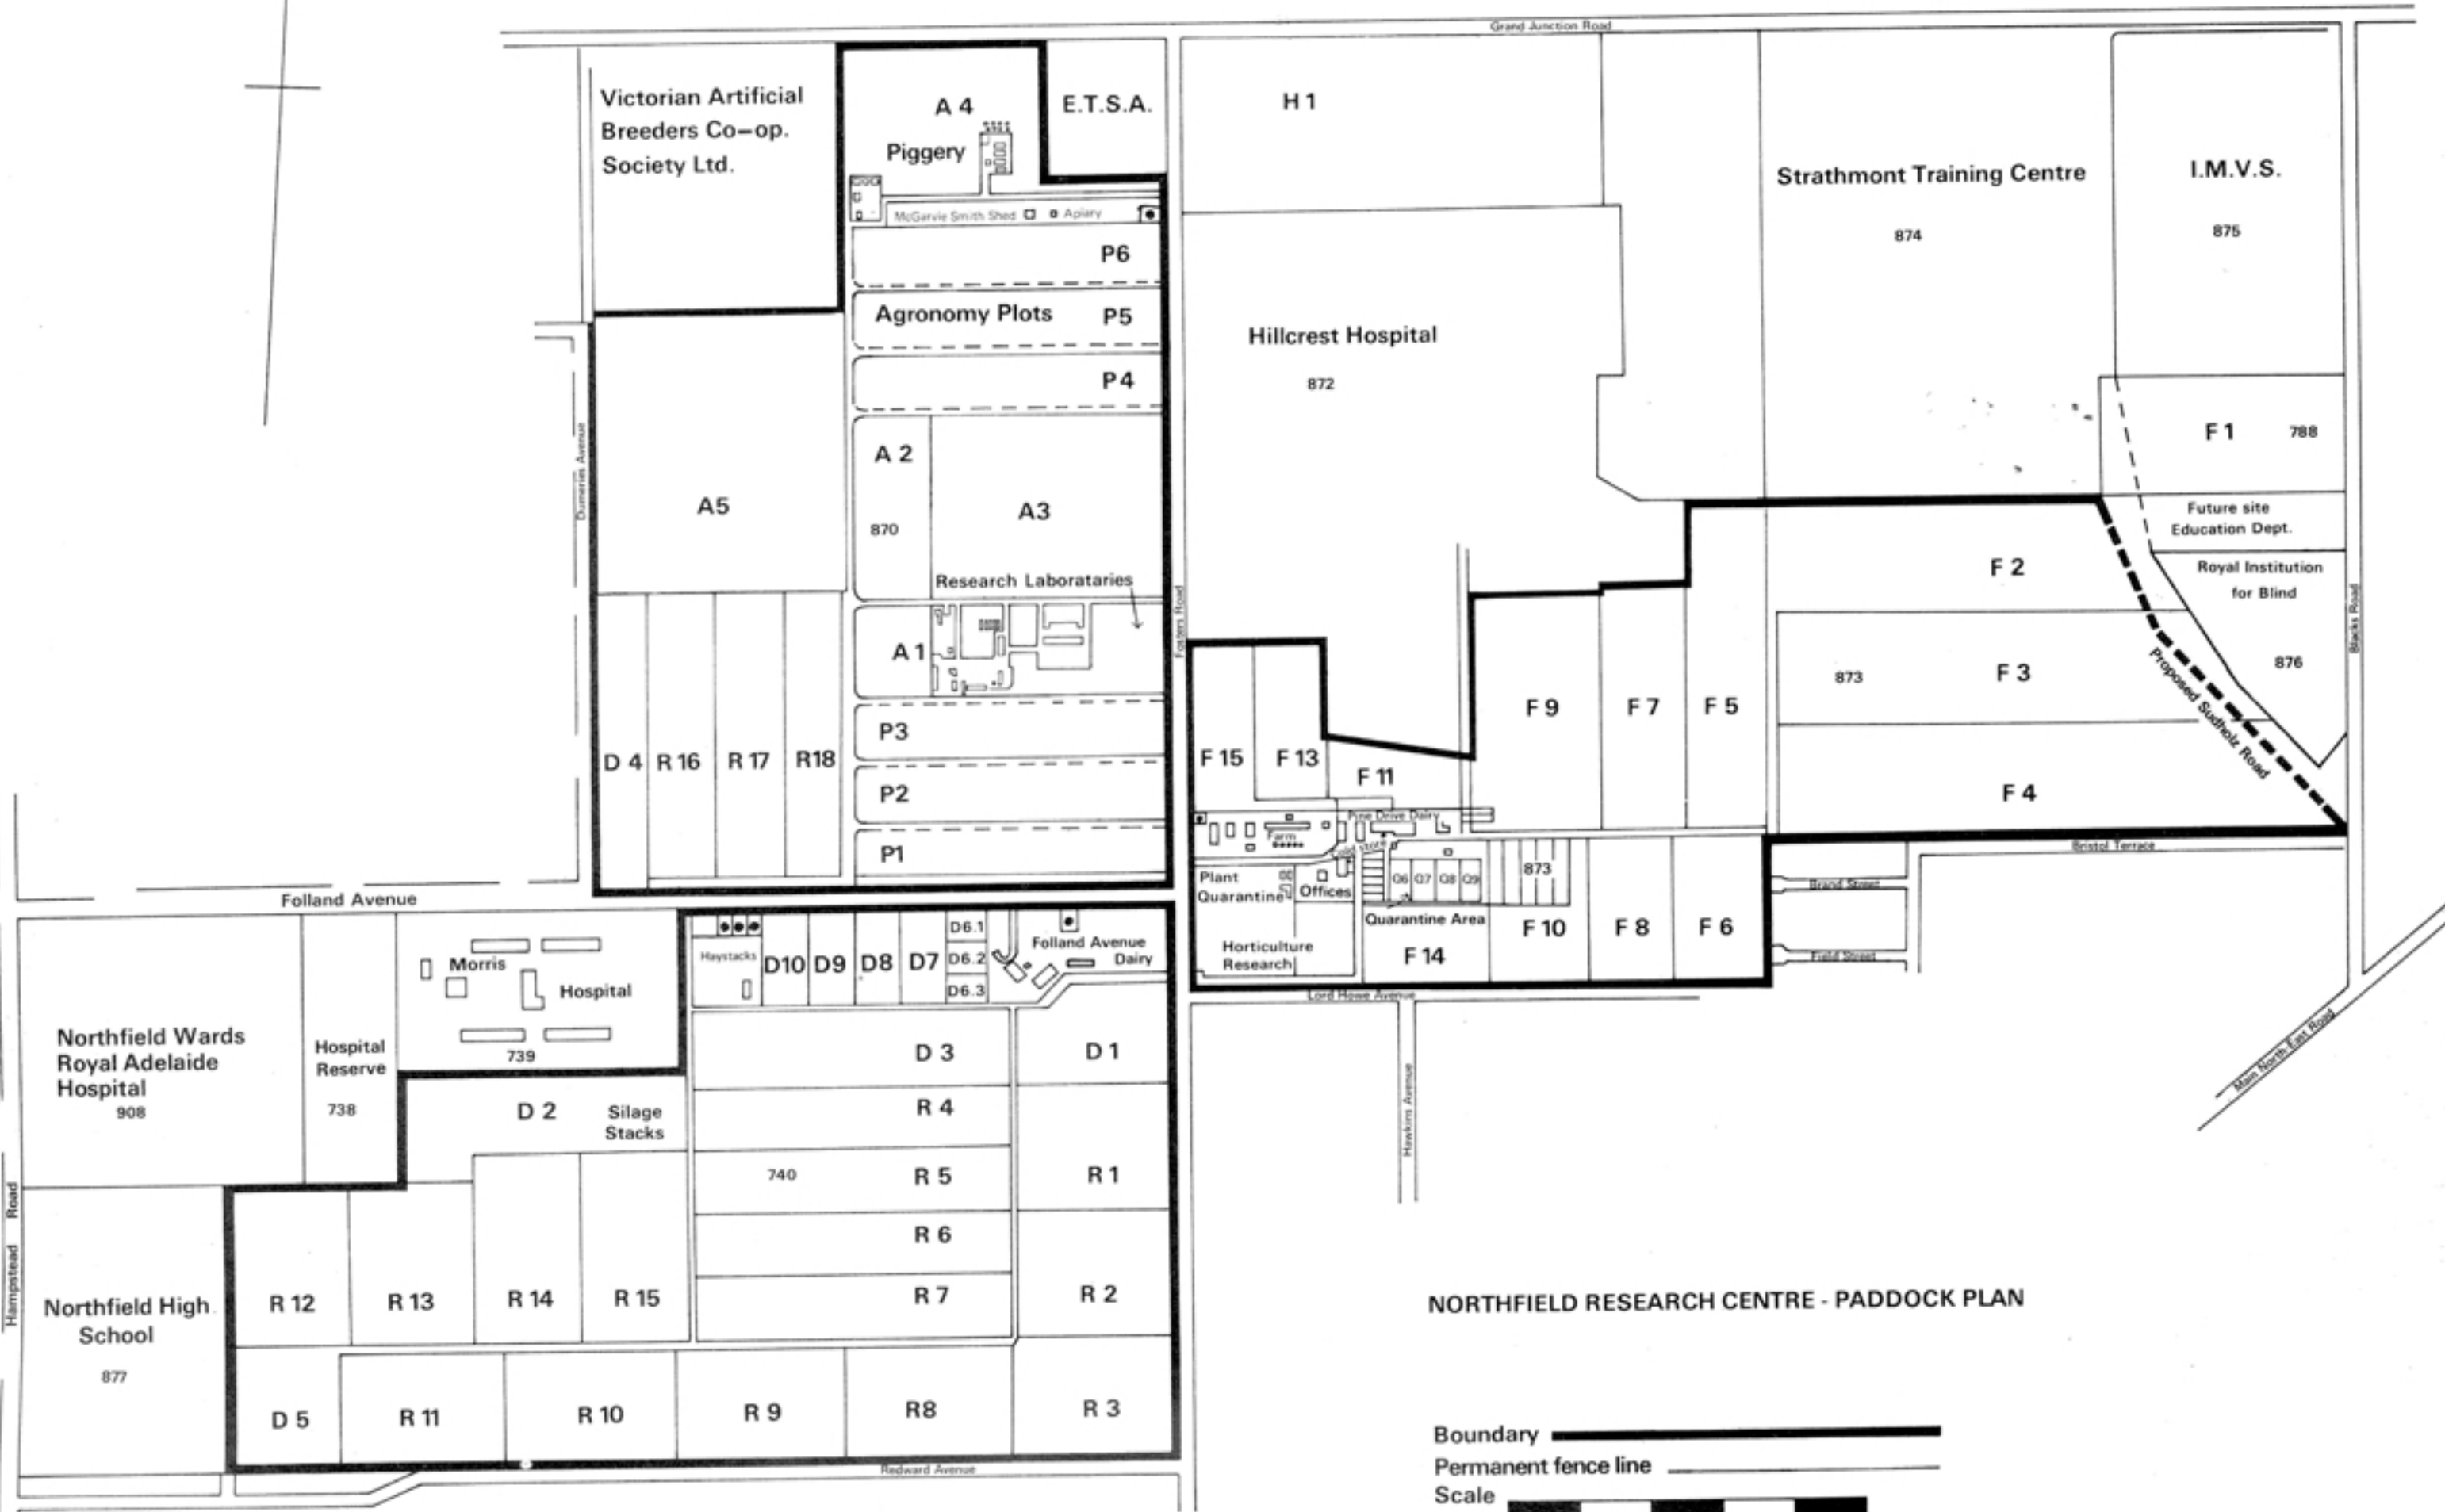 Grand Junction Road
Victorian Artificial
Breeders Co-op.
Society Ltd.
A 4
Piggery
E.T.S.A.
McGarvie Smith Shed
Apiary
H 1
Strathmont Training Centre
874
I.M.V.S.
875
P6
Agronomy Plots
P5
P4
Hillcrest Hospital
872
A 2
870
A3
A5
Research Laborataries
A 1
Fosters Road
F 1
788
Future site
Education Dept.
Royal Institution
for Blind
876
Blacks Road
F 2
873
F 3
F 4
Proposed Sudholz Road
F 9
F 7
F 5
F 15
F 13
F 11
D 4
R 16
R 17
R18
P3
P2
P1
Pine Drive Dairy
Farm
Cold store
Plant
Quarantine
Offices
Q6
Q7
Q8
Q9
873
Quarantine Area
F 14
F 10
F 8
F 6
Horticulture
Research
Bristol Terrace
Brand Street
Field Street
Lord Howe Avenue
Hawkins Avenue
Main North East Road
Folland Avenue
Morris
Hospital
739
Haystacks
D10
D9
D8
D7
D6.1
D6.2
D6.3
Folland Avenue
Dairy
Northfield Wards
Royal Adelaide
Hospital
908
Hospital
Reserve
738
D 2
Silage
Stacks
D 3
D 1
R 4
740
R 5
R 1
R 6
R 7
R 2
Hampstead Road
Northfield High
School
877
R 12
R 13
R 14
R 15
D 5
R 11
R 10
R 9
R8
R 3
Redward Avenue
NORTHFIELD RESEARCH CENTRE - PADDOCK PLAN
Boundary
Permanent fence line
Scale